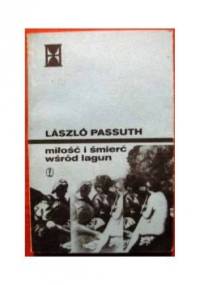 LÁSZLÓ PASSUTH
miłość i śmierć
wśród lagun